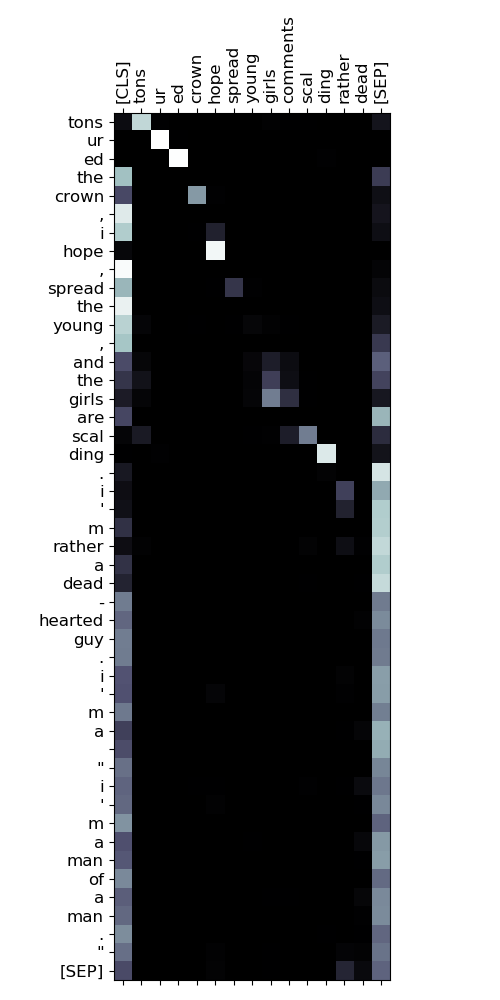 [CLS] tons ur ed crown hope spread young girls comments scal ding rather dead [SEP]
tons
ur
ed
the
crown
,
i
hope
,
spread
the
young
,
and
the
girls
are
scal
ding
.
i
'
m
rather
a
dead
-
hearted
guy
.
i
'
m
a
"
i
'
m
a
man
of
a
man
.
"
[SEP]